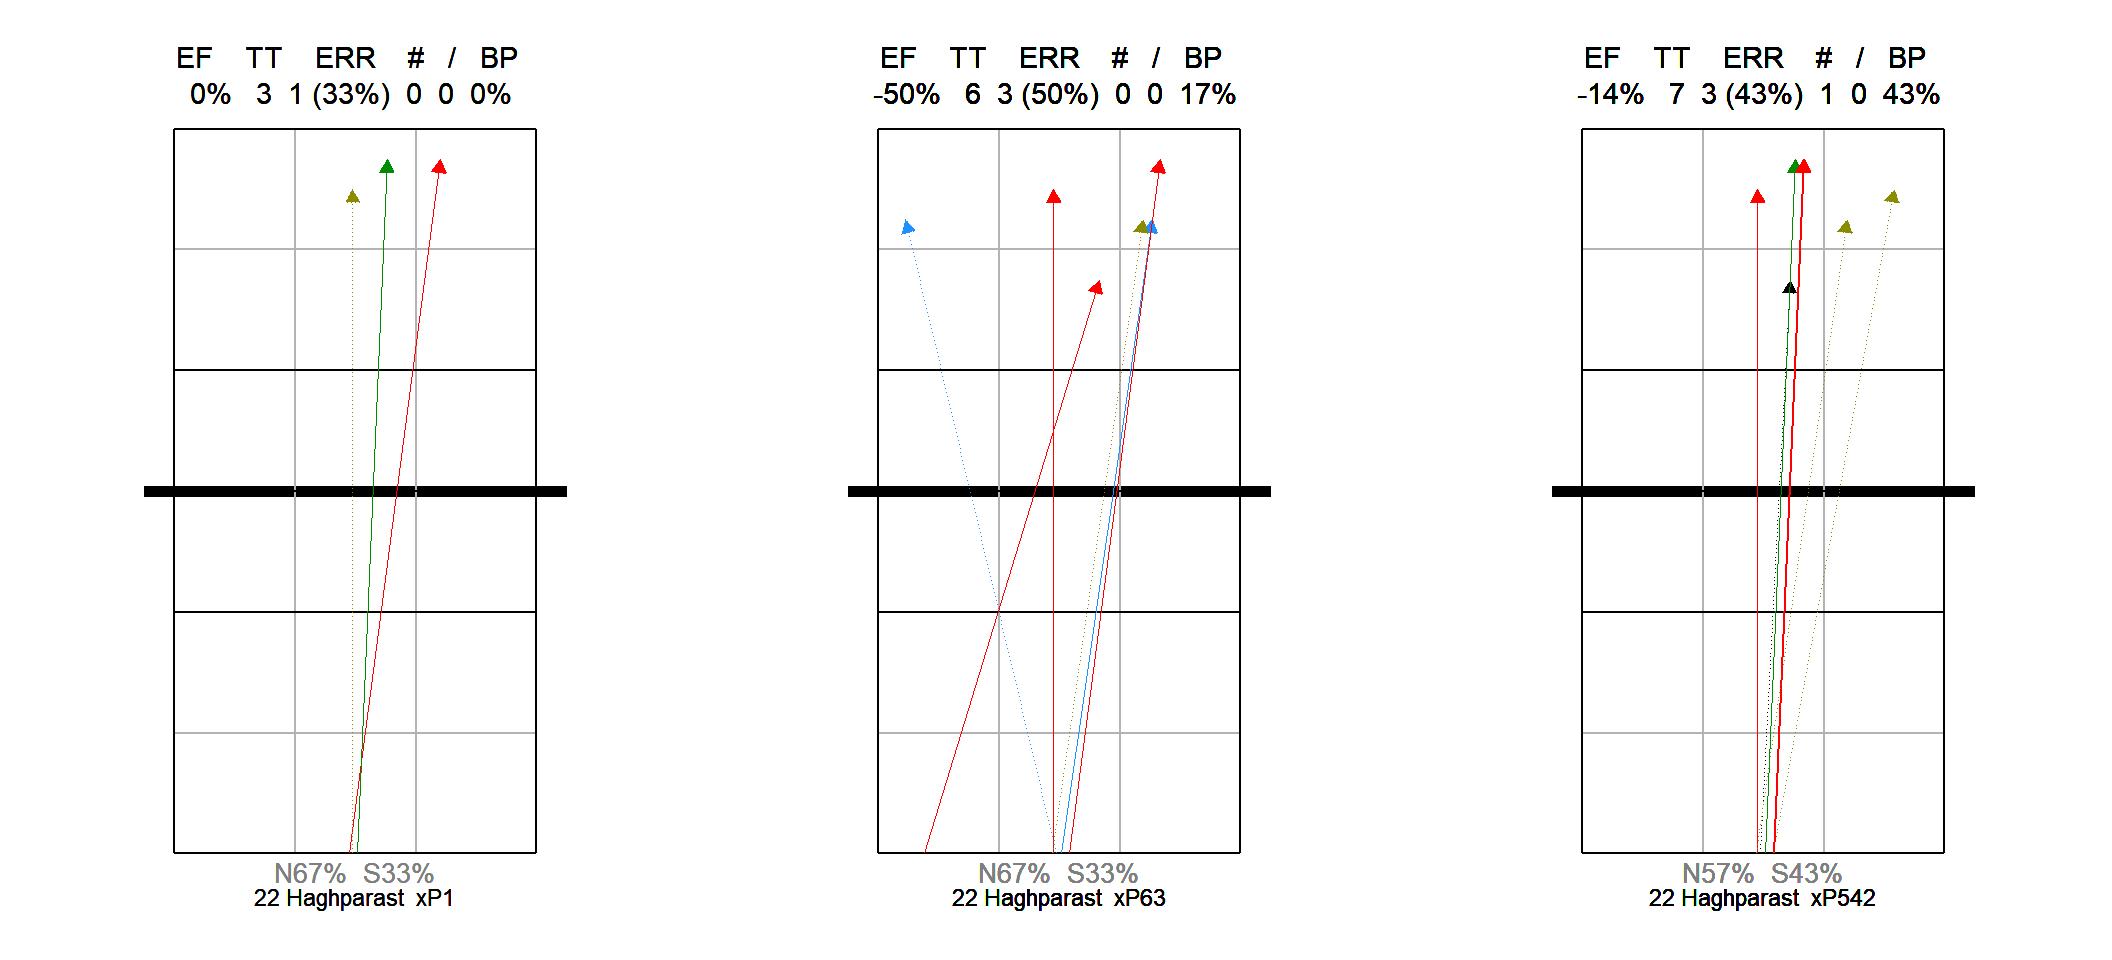 EF TT ERR # / BP
0% 3 1 (33%) 0 0 0%
N67% S33%
22 Haghparast xP1
EF TT ERR # / BP
-50% 6 3 (50%) 0 0 17%
N67% S33%
22 Haghparast xP63
EF TT ERR # / BP
-14% 7 3 (43%) 1 0 43%
N57% S43%
22 Haghparast xP542